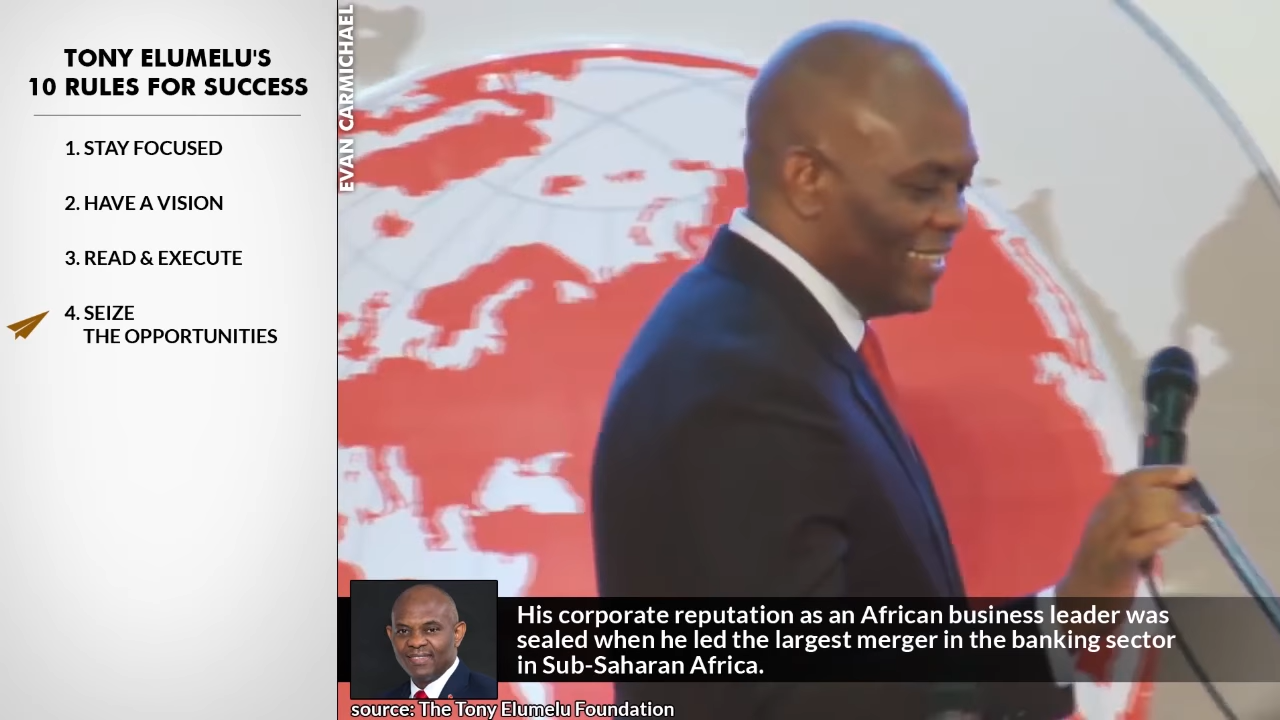 TONY ELUMELU'S
10 RULES FOR SUCCESS
1. STAY FOCUSED
2. HAVE A VISION
3. READ & EXECUTE
4. SEIZE
THE OPPORTUNITIES
EVAN CARMICHAEL
His corporate reputation as an African business leader was
sealed when he led the largest merger in the banking sector
in Sub-Saharan Africa.
source: The Tony Elumelu Foundation